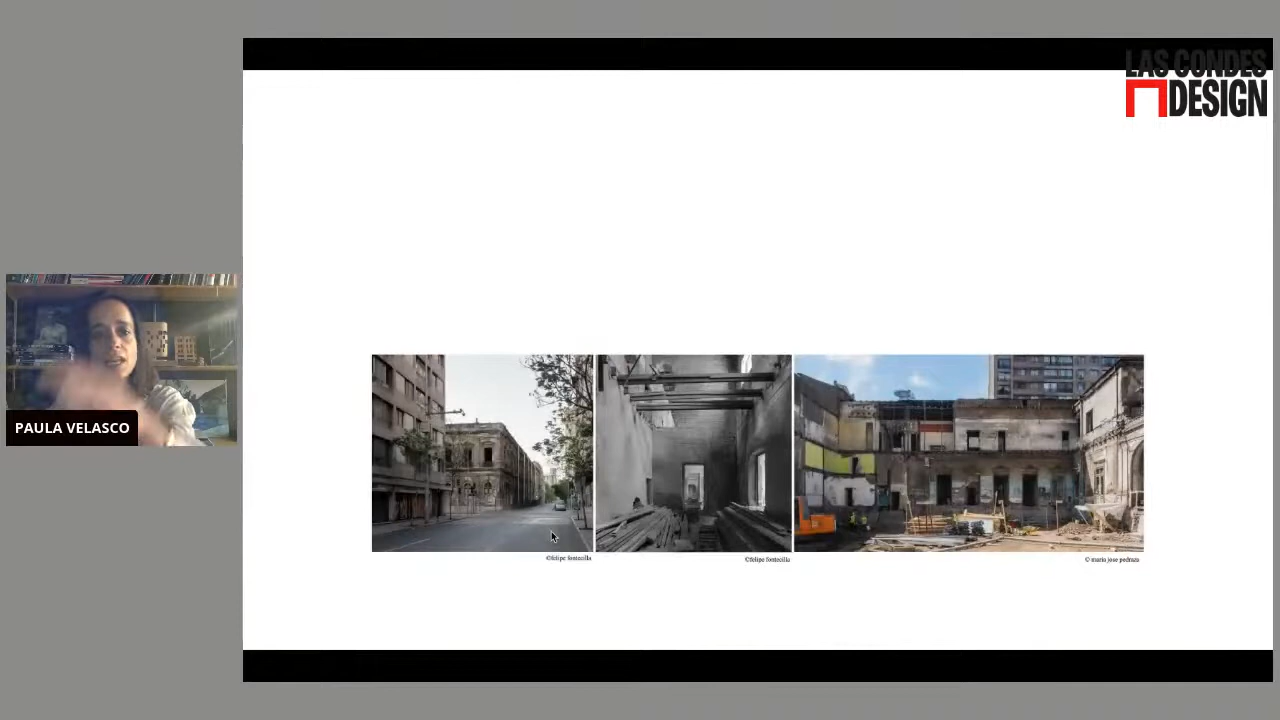 LAS CONDES
DESIGN
PAULA VELASCO
©felipe fontecilla
©felipe fontecilla
© maria jose pedraza